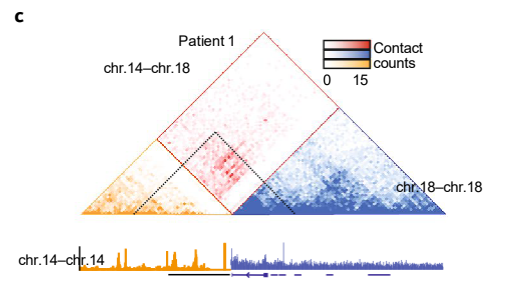 c
Patient 1
chr.14–chr.18
Contact
counts
0 15
chr.18–chr.18
chr.14–chr.14